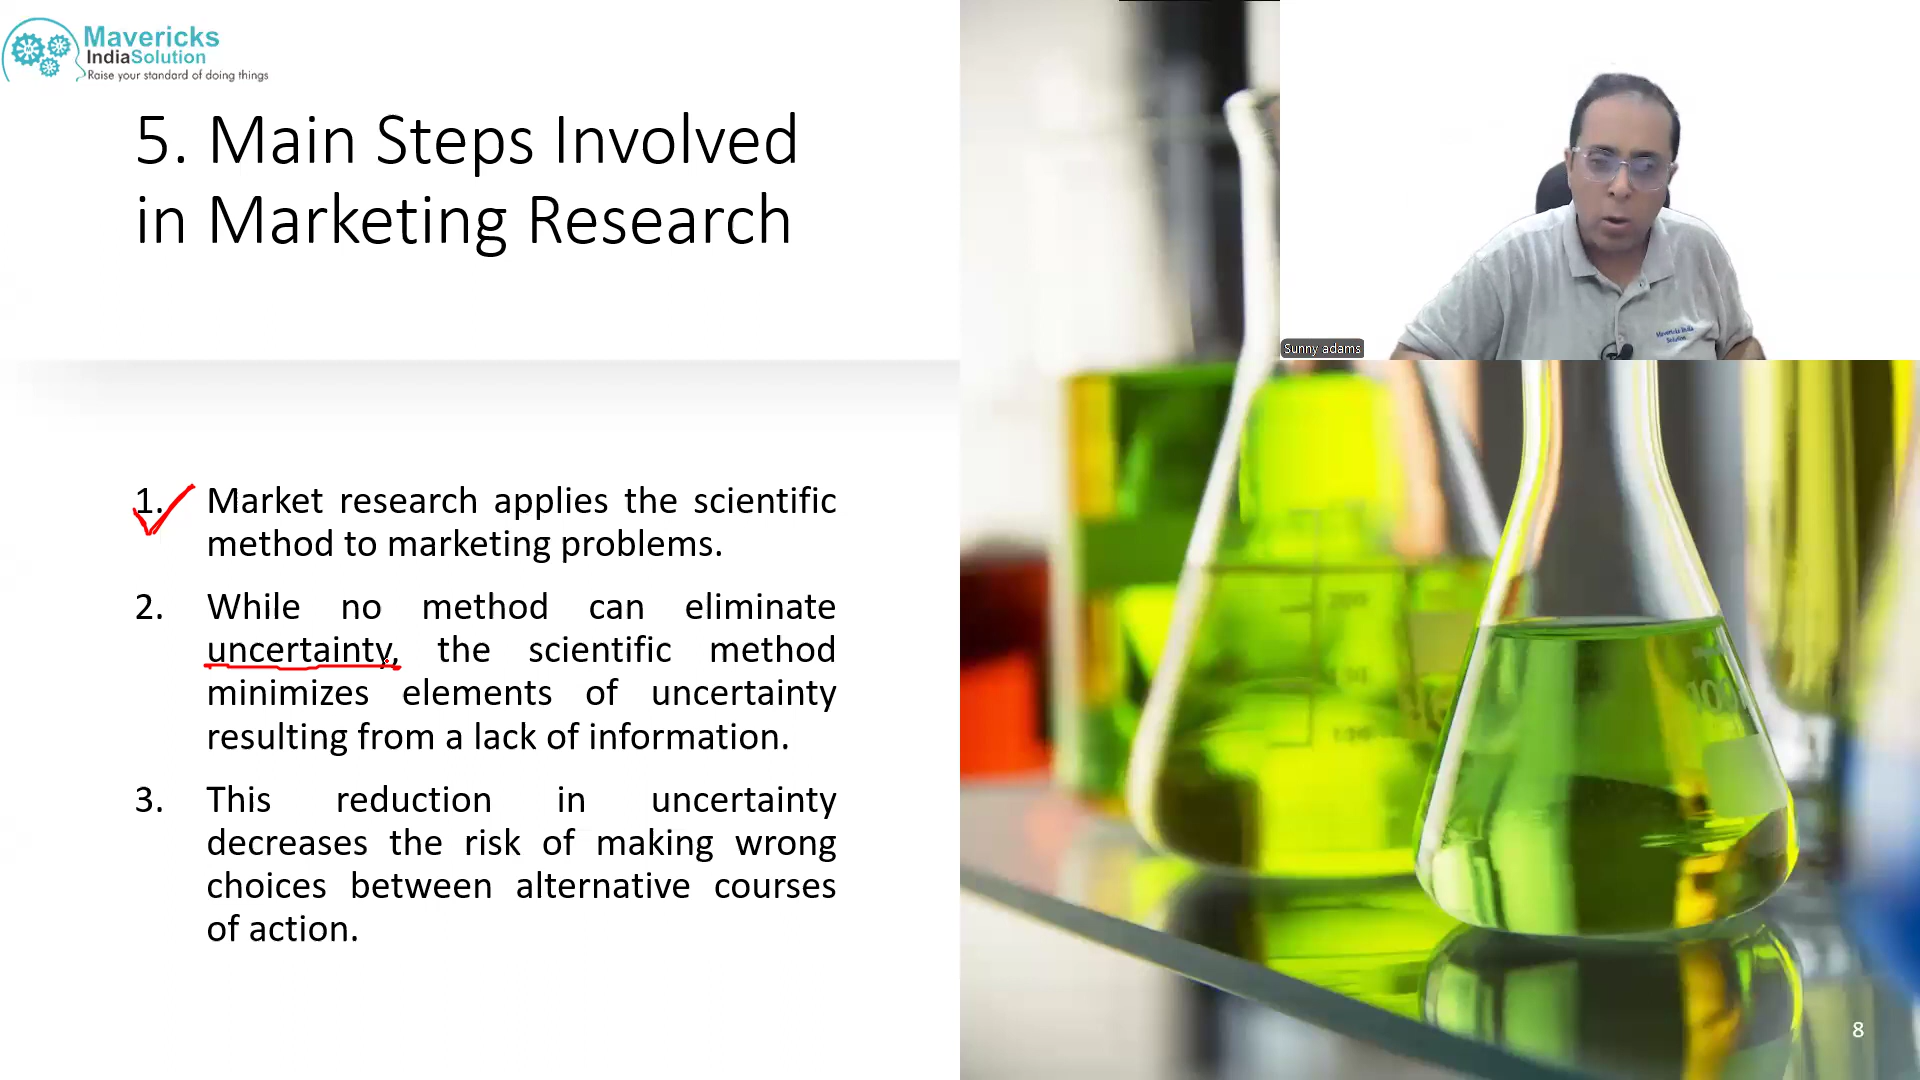 Mavericks
IndiaSolution
Raise your standard of doing things
5. Main Steps Involved
in Marketing Research
Sunny adams
Mavericks India
Solution
1. Market research applies the scientific
method to marketing problems.
2. While no method can eliminate
uncertainty, the scientific method
minimizes elements of uncertainty
resulting from a lack of information.
3. This reduction in uncertainty
decreases the risk of making wrong
choices between alternative courses
of action.
8